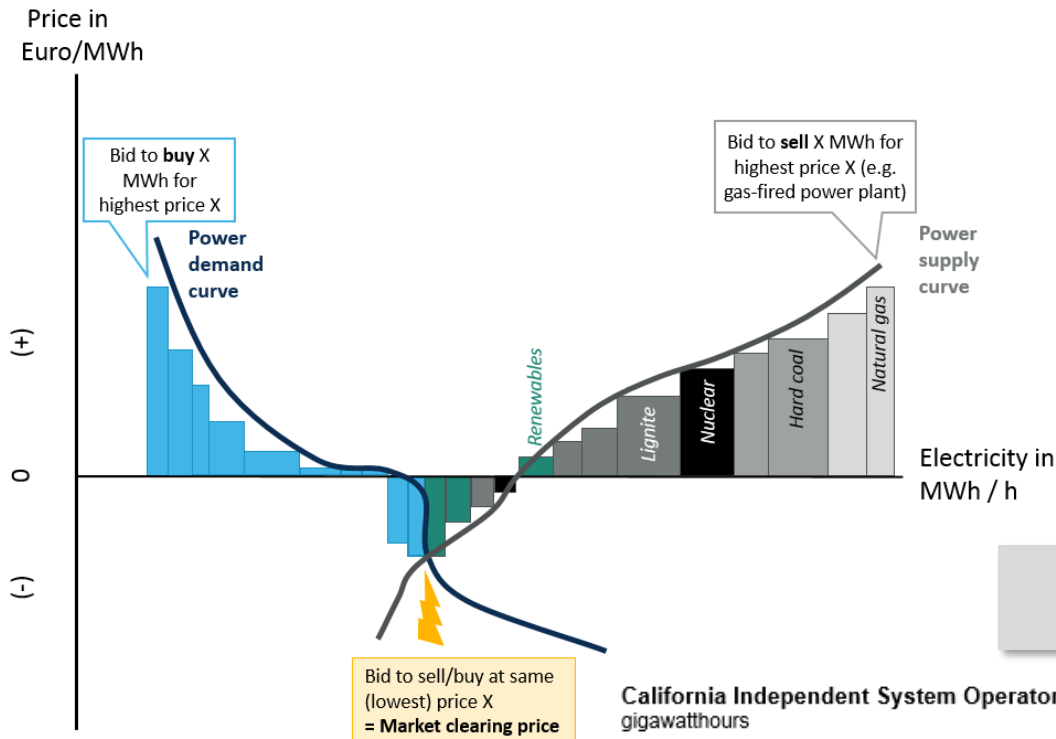 Price in
Euro/MWh
Bid to buy X
MWh for
highest price X
Power
demand
curve
Bid to sell X MWh for
highest price X (e.g.
gas-fired power plant)
Power
supply
curve
(+)
0
(-)
Renewables
Lignite
Nuclear
Hard coal
Natural gas
Electricity in
MWh / h
Bid to sell/buy at same
(lowest) price X
= Market clearing price
California Independent System Operator
gigawatthours